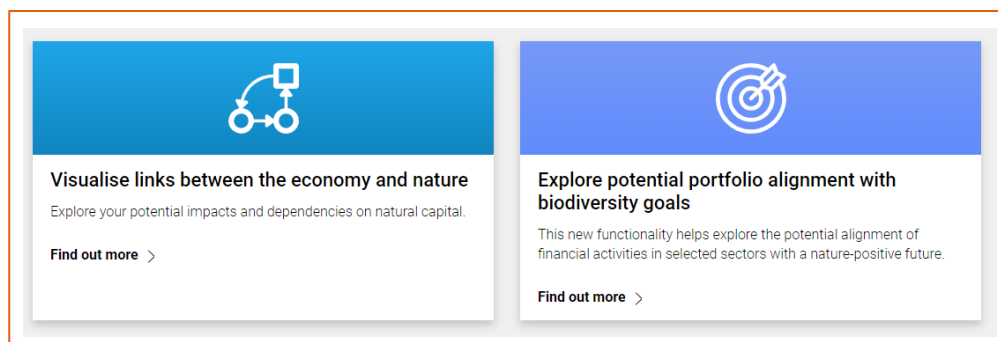 Visualise links between the economy and nature
Explore your potential impacts and dependencies on natural capital.
Find out more
Explore potential portfolio alignment with
biodiversity goals
This new functionality helps explore the potential alignment of
financial activities in selected sectors with a nature-positive future.
Find out more